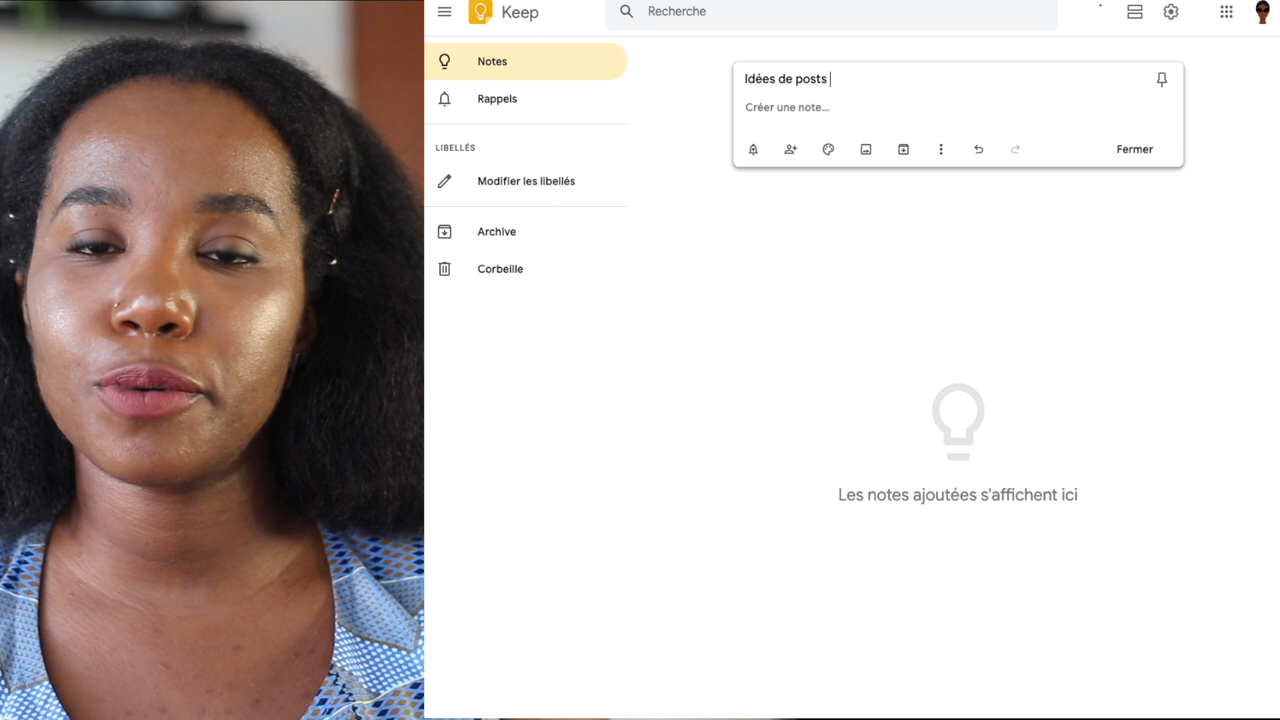 Keep
Recherche
Notes
Rappels
LIBELLÉS
Modifier les libellés
Archive
Corbeille
Idées de posts
Créer une note...
Fermer
Les notes ajoutées s'affichent ici